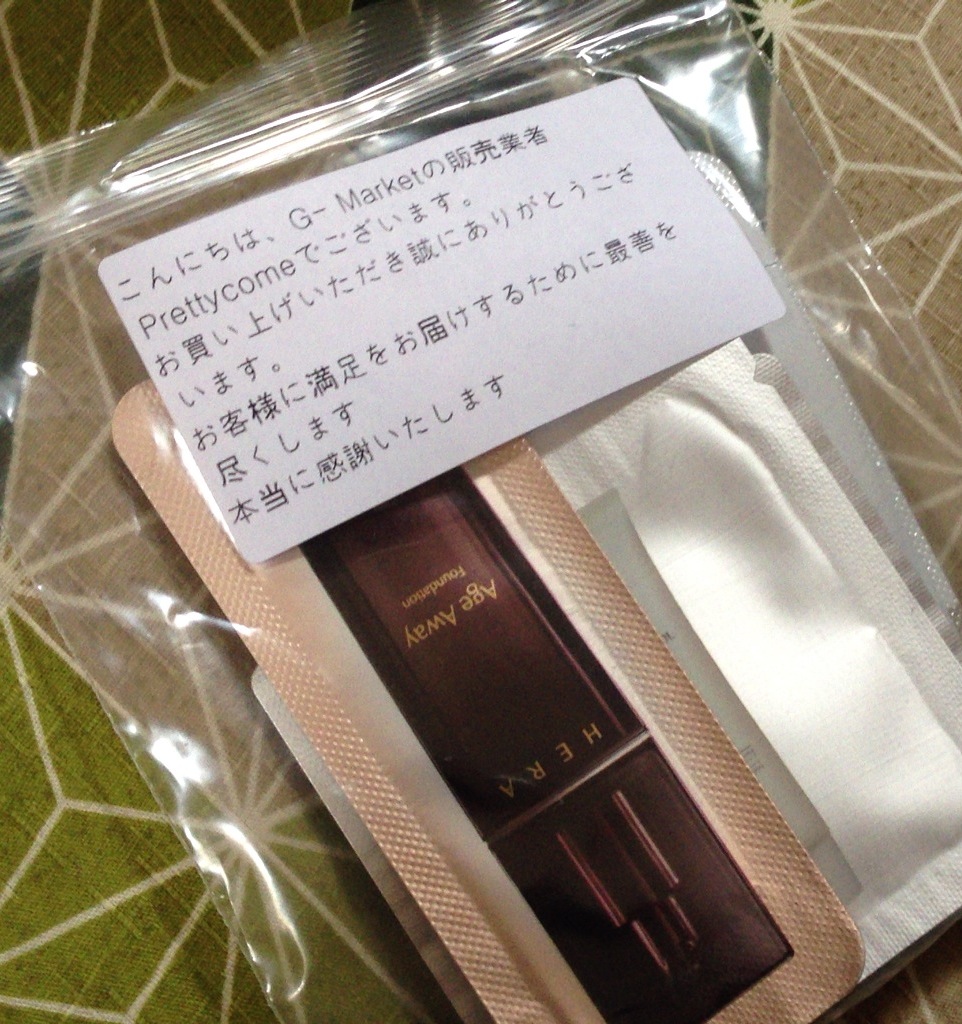 こんにちは、G- Marketの販売業者
Prettycomeでございます。
お買い上げいただき誠にありがとうござ
います。
お客様に満足をお届けするために最善を
尽くします
本当に感謝いたします
Age Away
Foundation
HERA